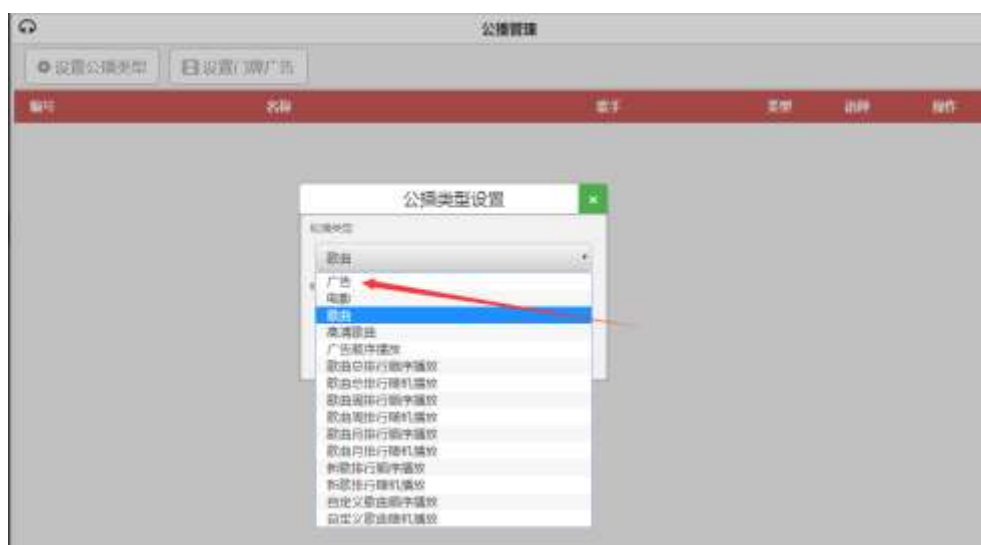 公播管理
设置公播类型 设置门牌广告
编号 名称 歌手 类型 语种 操作
公播类型设置
公播类型
歌曲
广告
电影
歌曲
高清歌曲
广告顺序播放
歌曲总排行顺序播放
歌曲总排行随机播放
歌曲周排行顺序播放
歌曲周排行随机播放
歌曲月排行顺序播放
歌曲月排行随机播放
新歌排行顺序播放
新歌排行随机播放
自定义歌曲顺序播放
自定义歌曲随机播放